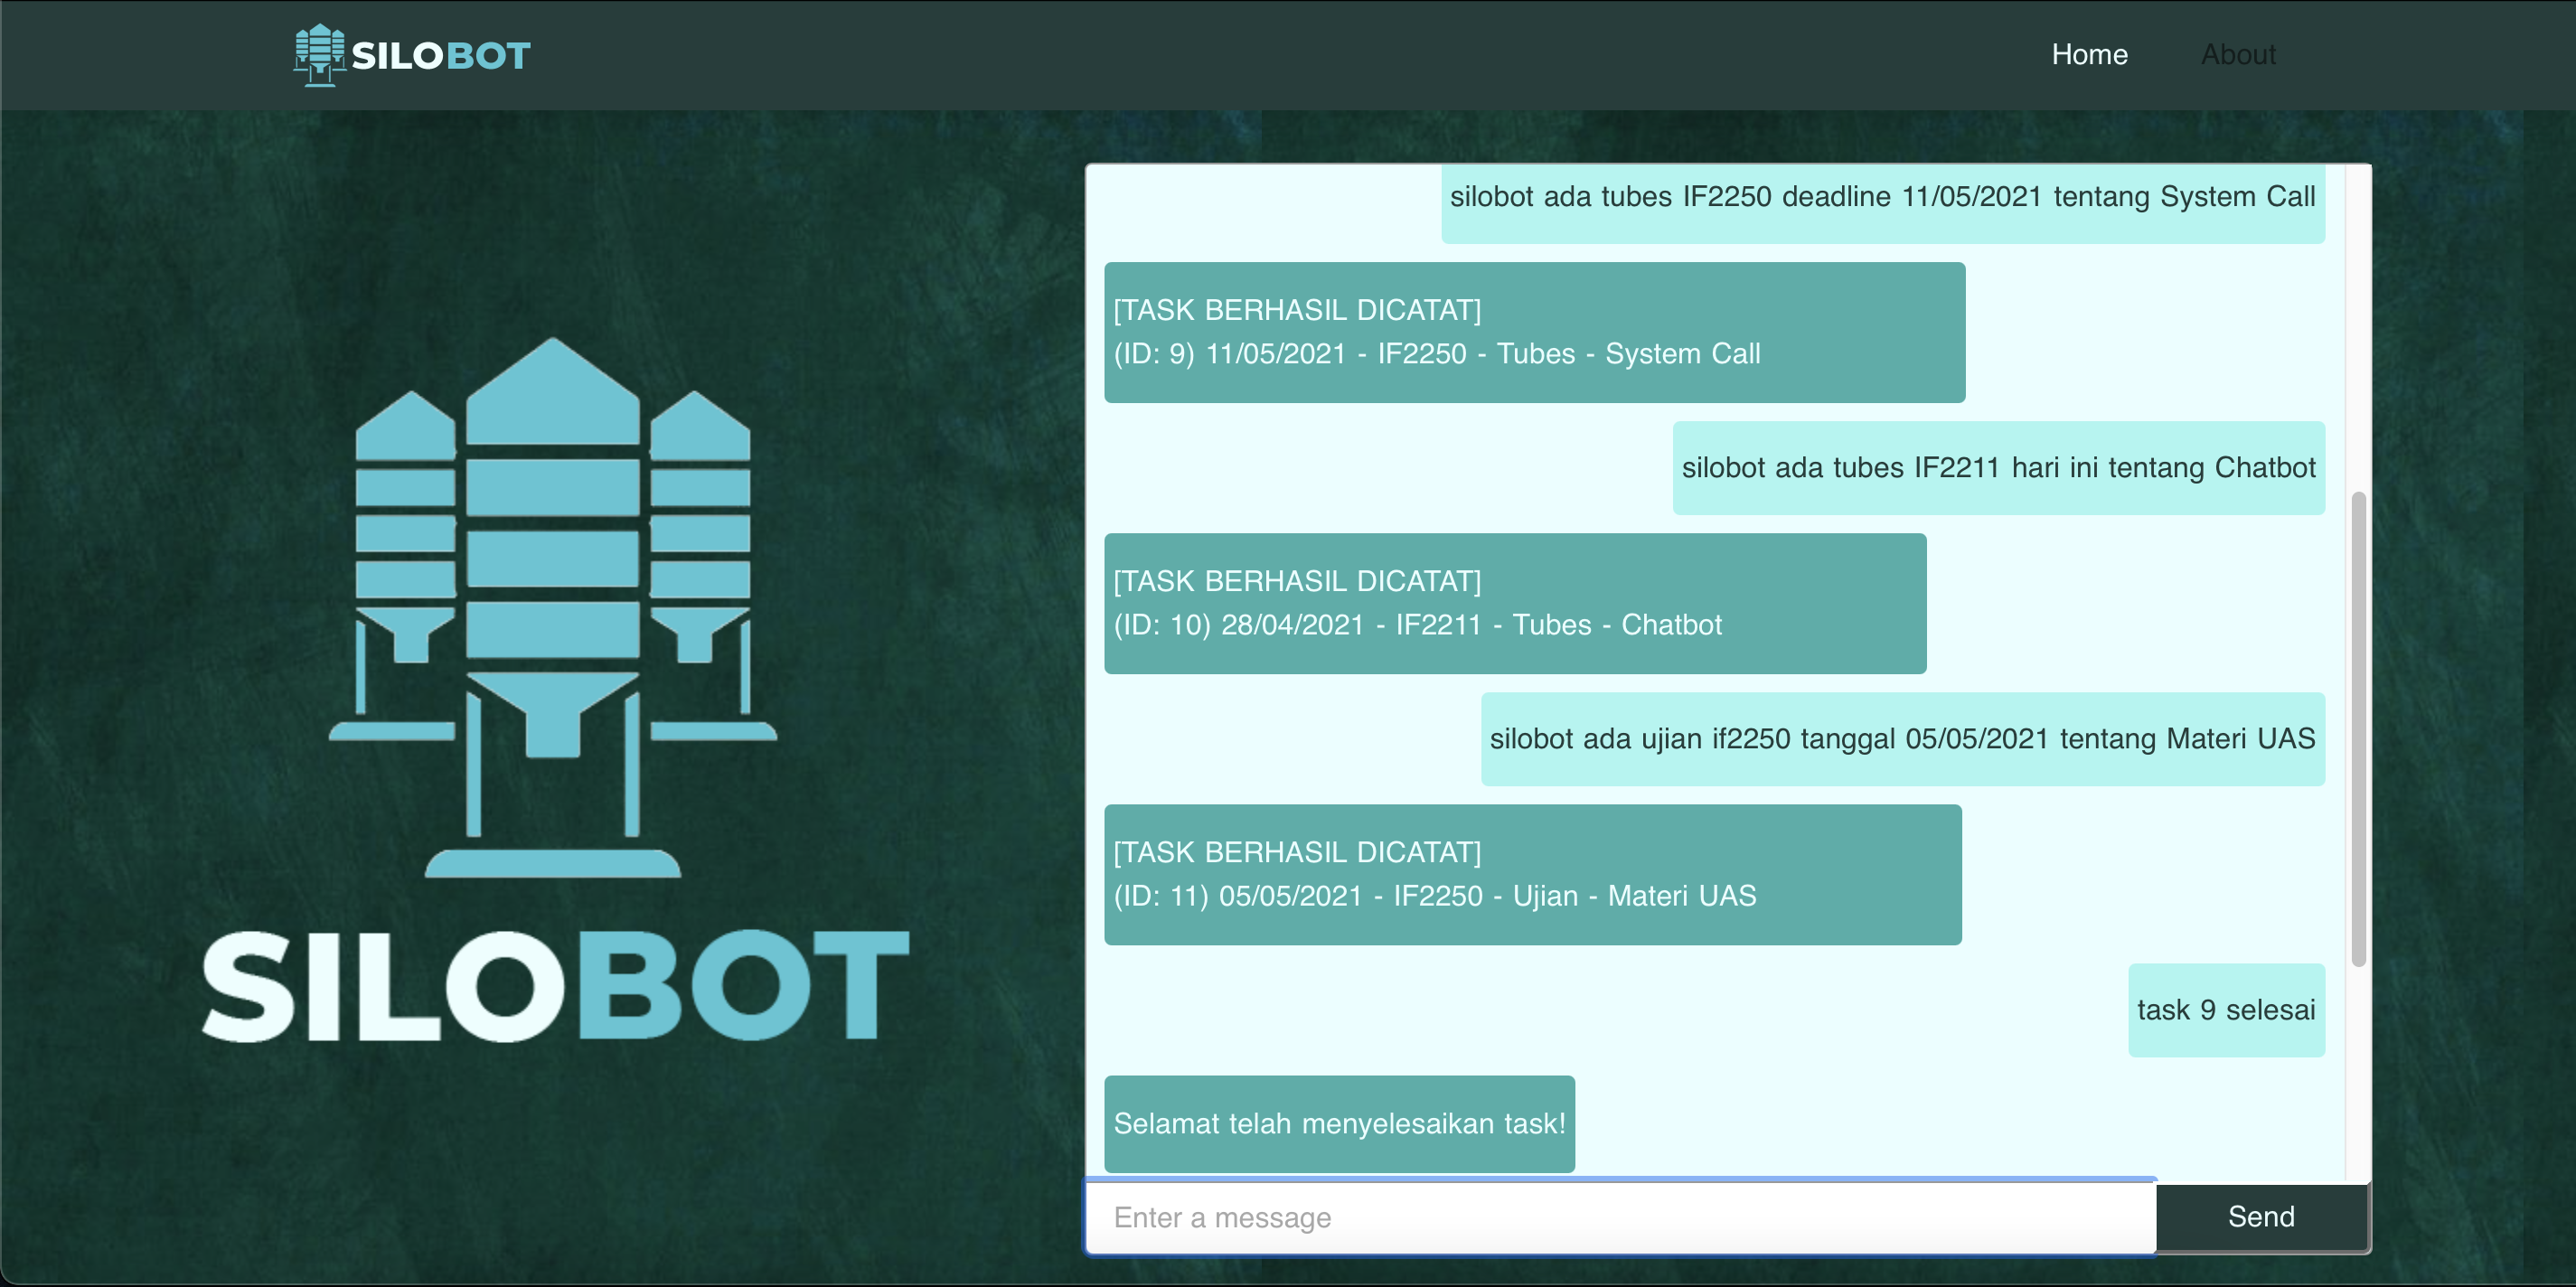 SILOBOT
Home
About
silobot ada tubes IF2250 deadline 11/05/2021 tentang System Call
[TASK BERHASIL DICATAT]
(ID: 9) 11/05/2021 - IF2250 - Tubes - System Call
silobot ada tubes IF2211 hari ini tentang Chatbot
[TASK BERHASIL DICATAT]
(ID: 10) 28/04/2021 - IF2211 - Tubes - Chatbot
silobot ada ujian if2250 tanggal 05/05/2021 tentang Materi UAS
[TASK BERHASIL DICATAT]
(ID: 11) 05/05/2021 - IF2250 - Ujian - Materi UAS
task 9 selesai
Selamat telah menyelesaikan task!
Enter a message
Send
SILOBOT